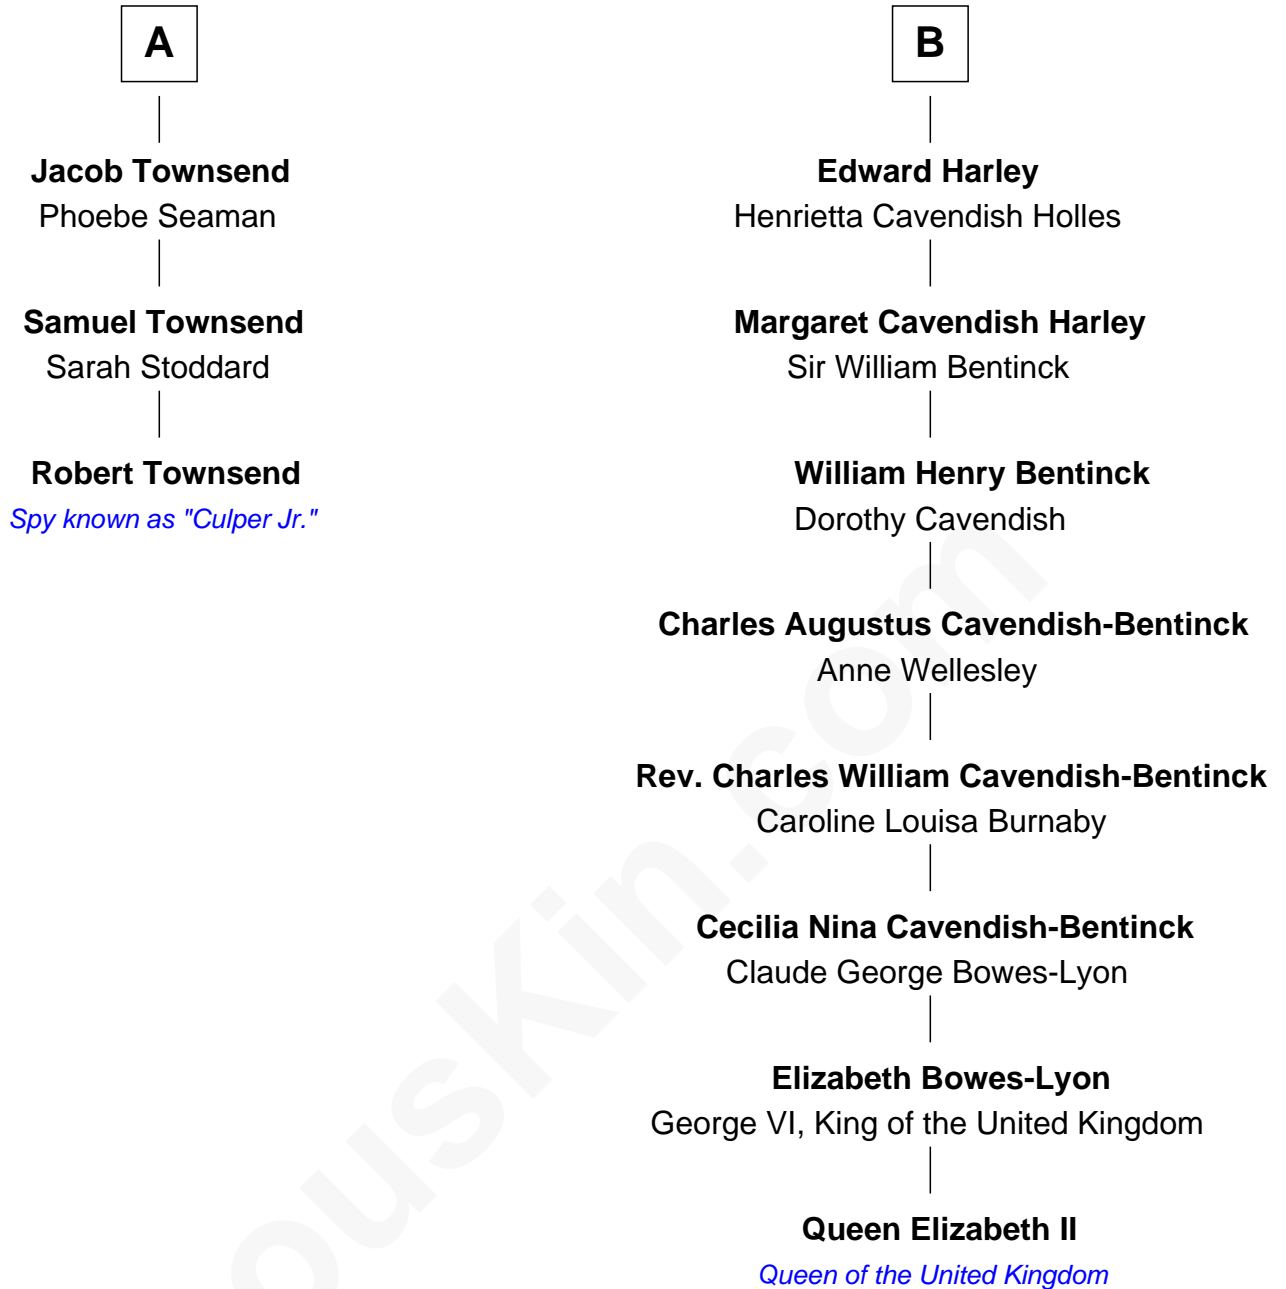 A
Jacob Townsend
Phoebe Seaman
Samuel Townsend
Sarah Stoddard
Robert Townsend
Spy known as "Culper Jr."
B
Edward Harley
Henrietta Cavendish Holles
Margaret Cavendish Harley
Sir William Bentinck
William Henry Bentinck
Dorothy Cavendish
Charles Augustus Cavendish-Bentinck
Anne Wellesley
Rev. Charles William Cavendish-Bentinck
Caroline Louisa Burnaby
Cecilia Nina Cavendish-Bentinck
Claude George Bowes-Lyon
Elizabeth Bowes-Lyon
George VI, King of the United Kingdom
Queen Elizabeth II
Queen of the United Kingdom
ousKin.com